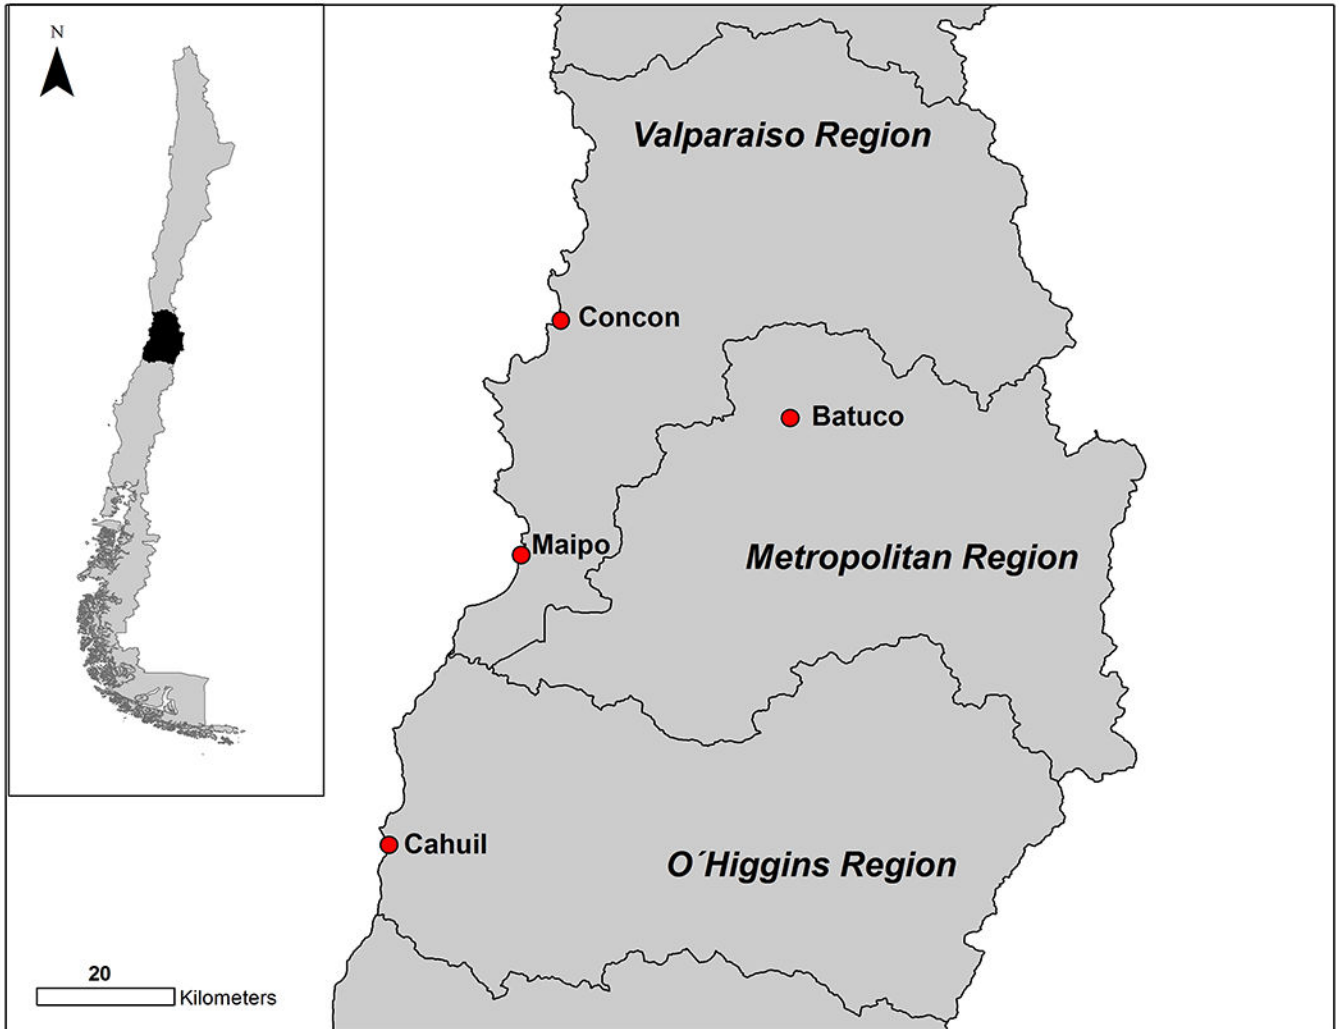 N
Valparaiso Region
Concon
Batuco
Maipo
Metropolitan Region
Cahuil
O´Higgins Region
20
Kilometers